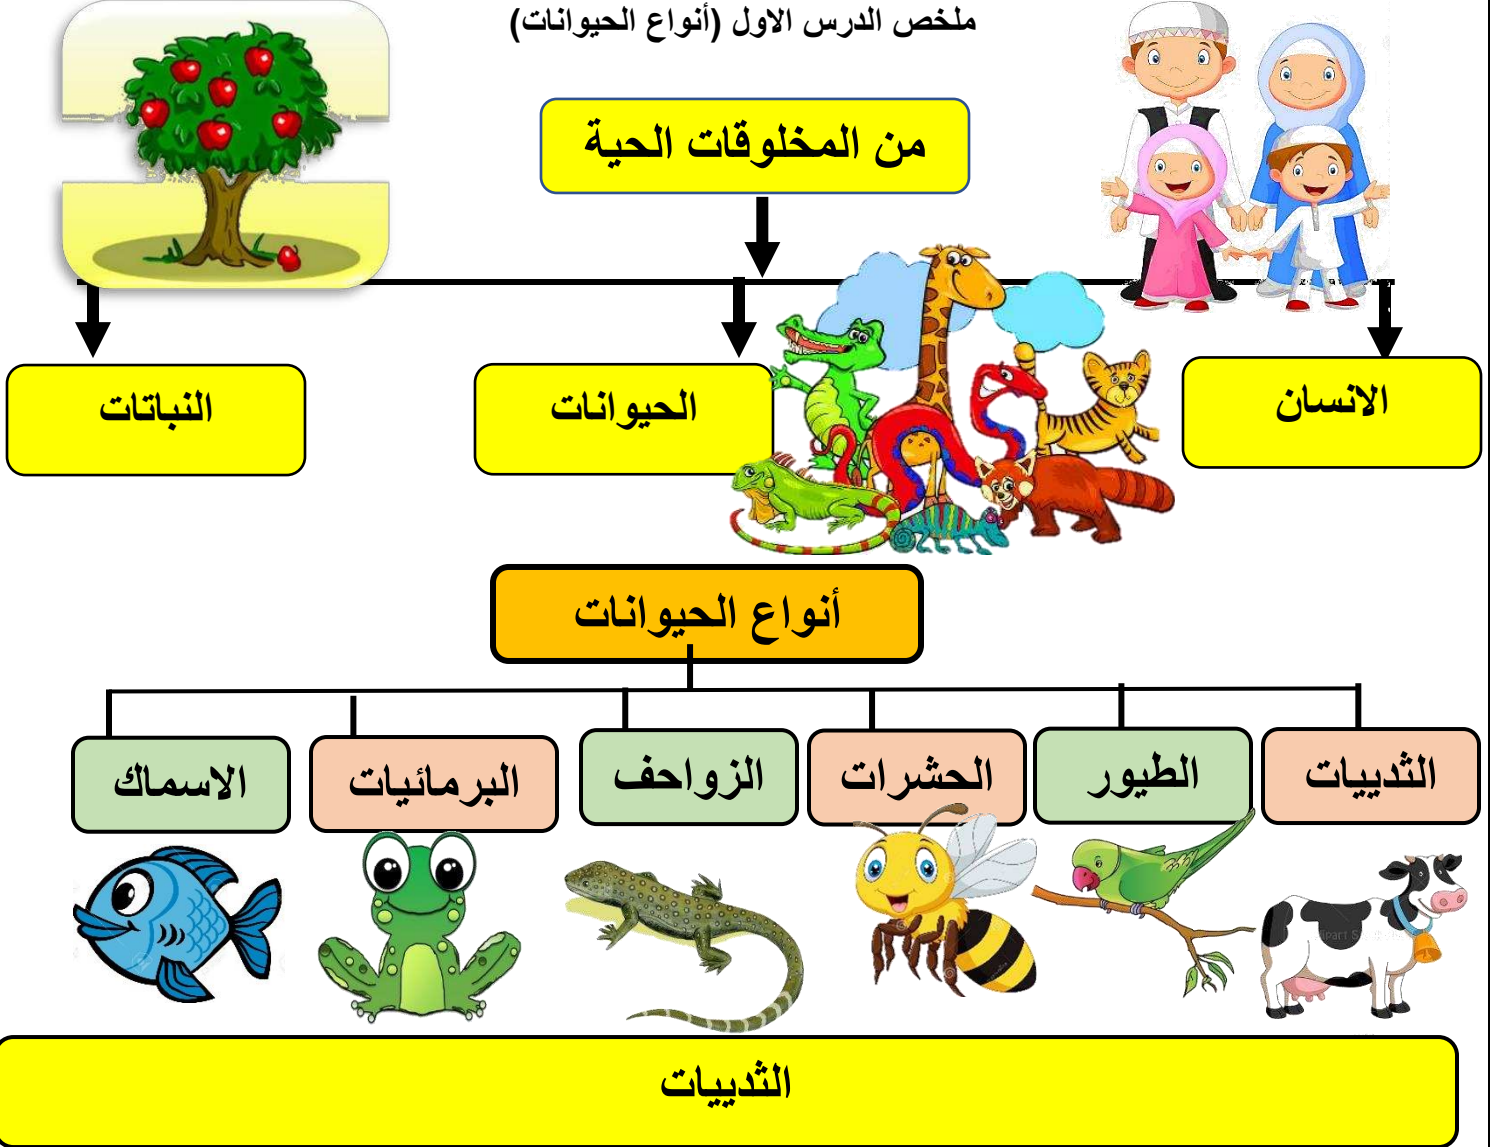 ملخص الدرس الاول (أنواع الحيوانات)
من المخلوقات الحية
الانسان
الحيوانات
النباتات
أنواع الحيوانات
الثدييات
الطيور
الحشرات
الزواحف
البرمائيات
الاسماك
الثدييات